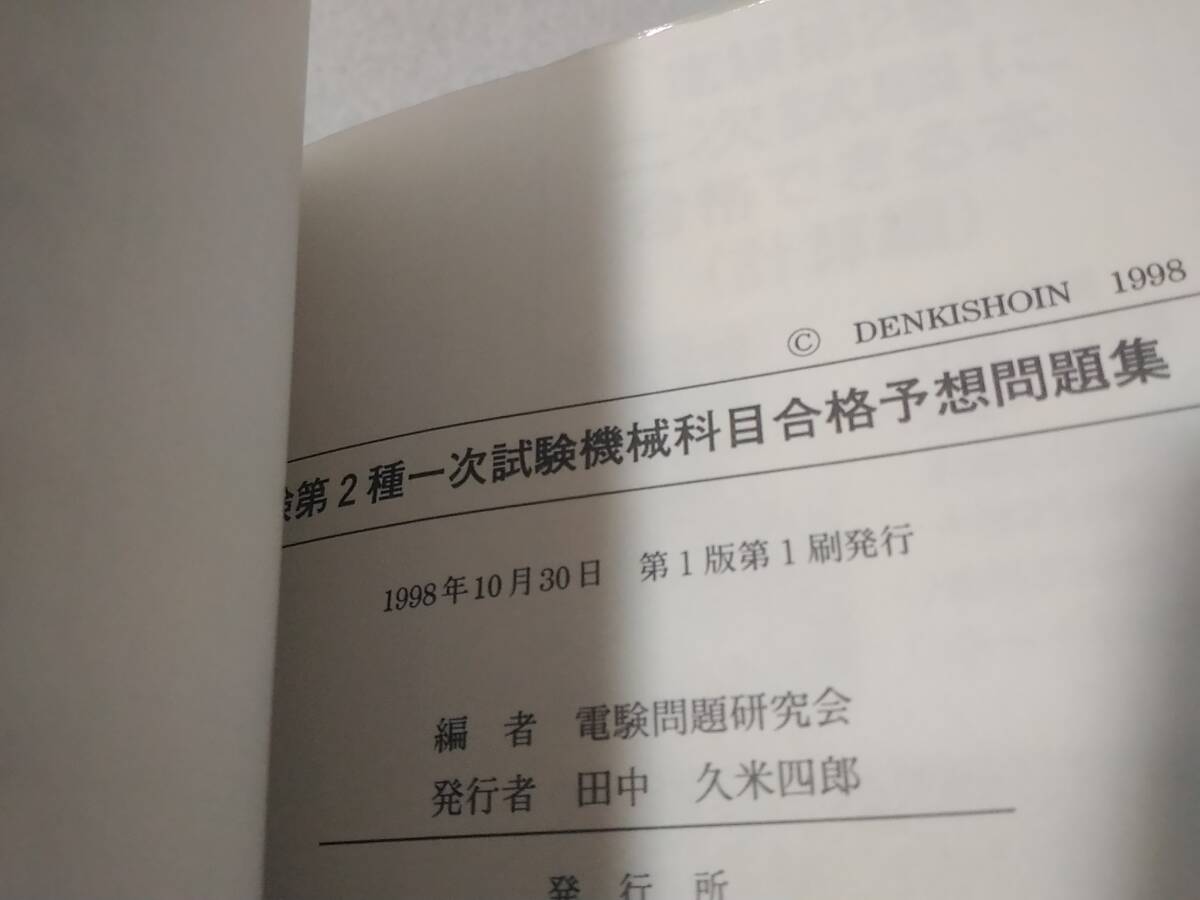 © DENKISHOIN 1998
験第2種一次試験機械科目合格予想問題集
1998年10月30日 第1版第1刷発行
編 者 電験問題研究会
発行者 田中 久米四郎
発 行 所